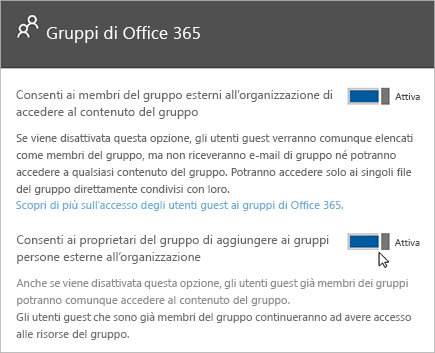 Gruppi di Office 365
Consenti ai membri del gruppo esterni all'organizzazione di
accedere al contenuto del gruppo
Attiva
Se viene disattivata questa opzione, gli utenti guest verranno comunque elencati
come membri del gruppo, ma non riceveranno e-mail di gruppo né potranno
accedere a qualsiasi contenuto del gruppo. Potranno accedere solo ai singoli file
del gruppo direttamente condivisi con loro.
Scopri di più sull'accesso degli utenti guest ai gruppi di Office 365.
Consenti ai proprietari del gruppo di aggiungere ai gruppi
persone esterne all'organizzazione
Attiva
Anche se viene disattivata questa opzione, gli utenti guest già membri dei gruppi
potranno comunque accedere al contenuto del gruppo.
Gli utenti guest che sono già membri del gruppo continueranno ad avere accesso
alle risorse del gruppo.